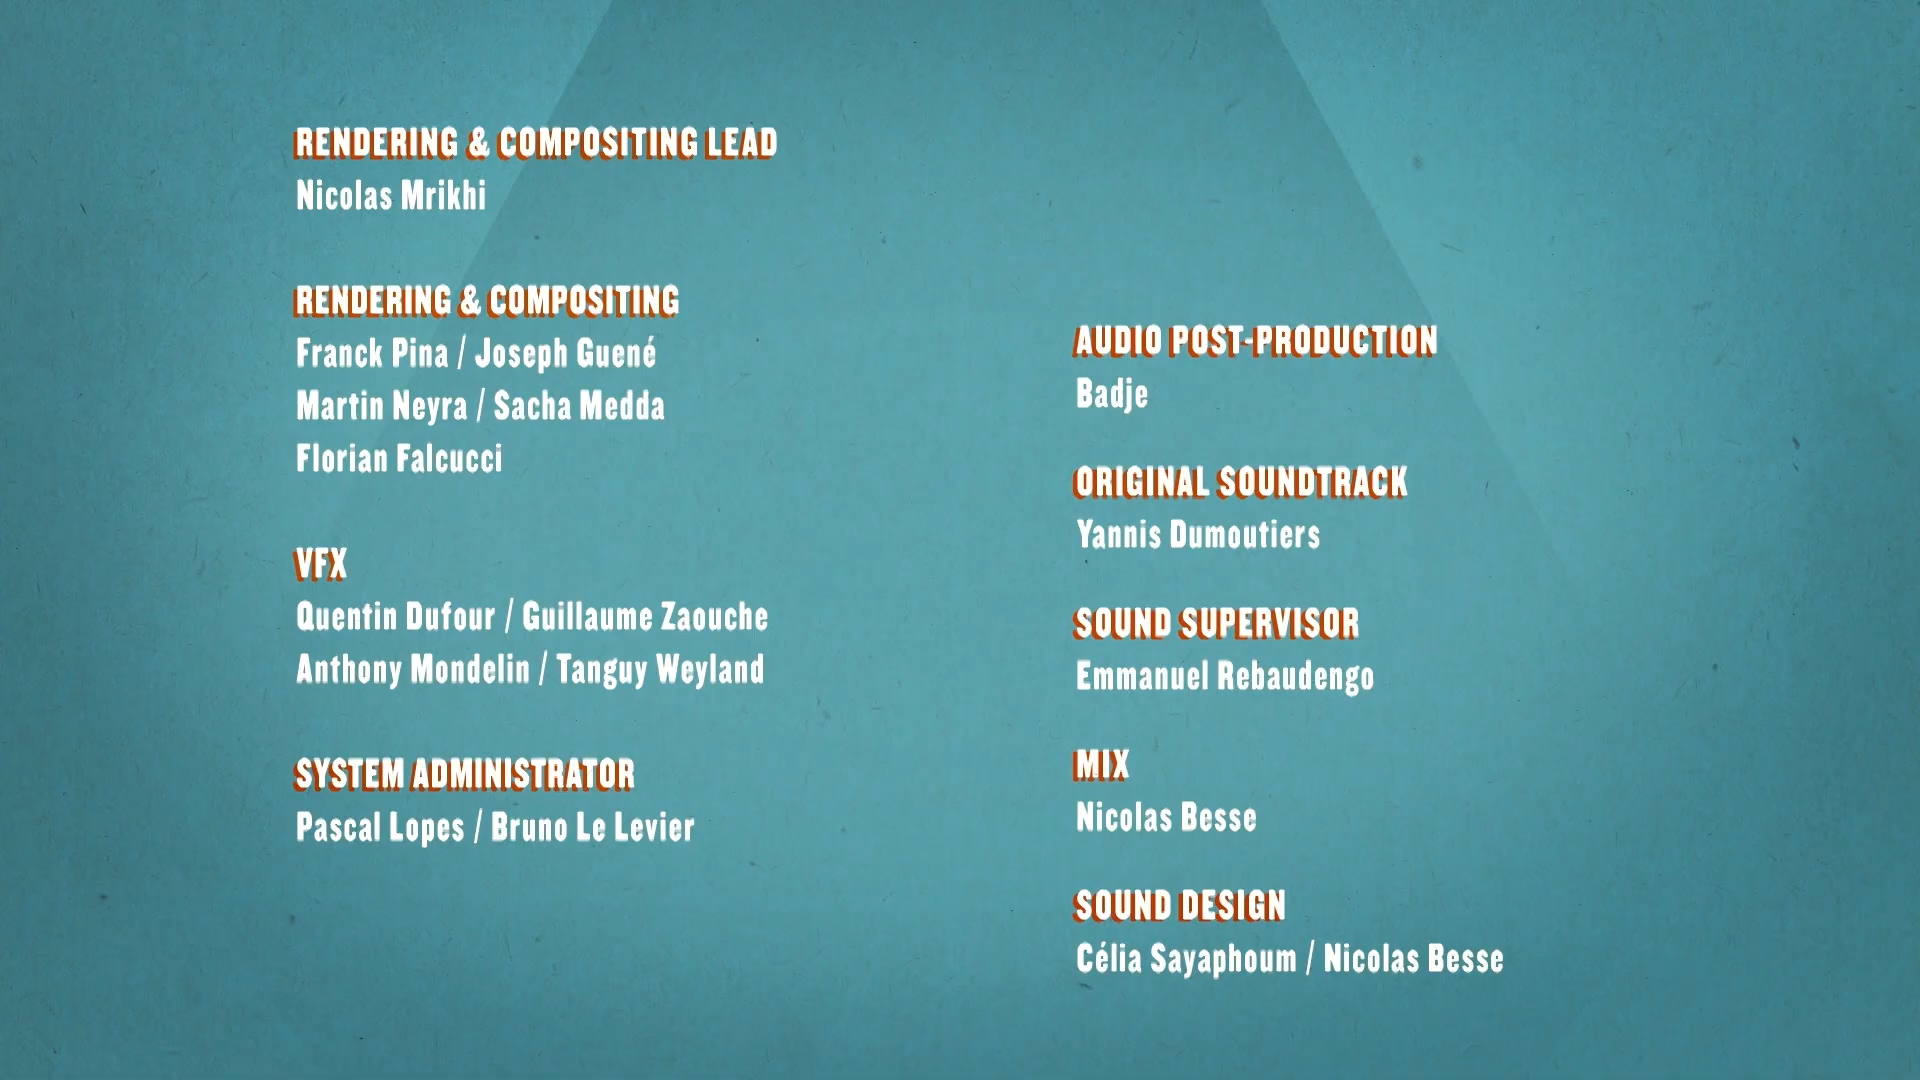 RENDERING & COMPOSITING LEAD
Nicolas Mrikhi
RENDERING & COMPOSITING
Franck Pina / Joseph Guené
Martin Neyra / Sacha Medda
Florian Falcucci
VFX
Quentin Dufour / Guillaume Zaouche
Anthony Mondelin / Tanguy Weyland
SYSTEM ADMINISTRATOR
Pascal Lopes / Bruno Le Levier
AUDIO POST-PRODUCTION
Badje
ORIGINAL SOUNDTRACK
Yannis Dumoutiers
SOUND SUPERVISOR
Emmanuel Rebaudengo
MIX
Nicolas Besse
SOUND DESIGN
Célia Sayaphoum / Nicolas Besse